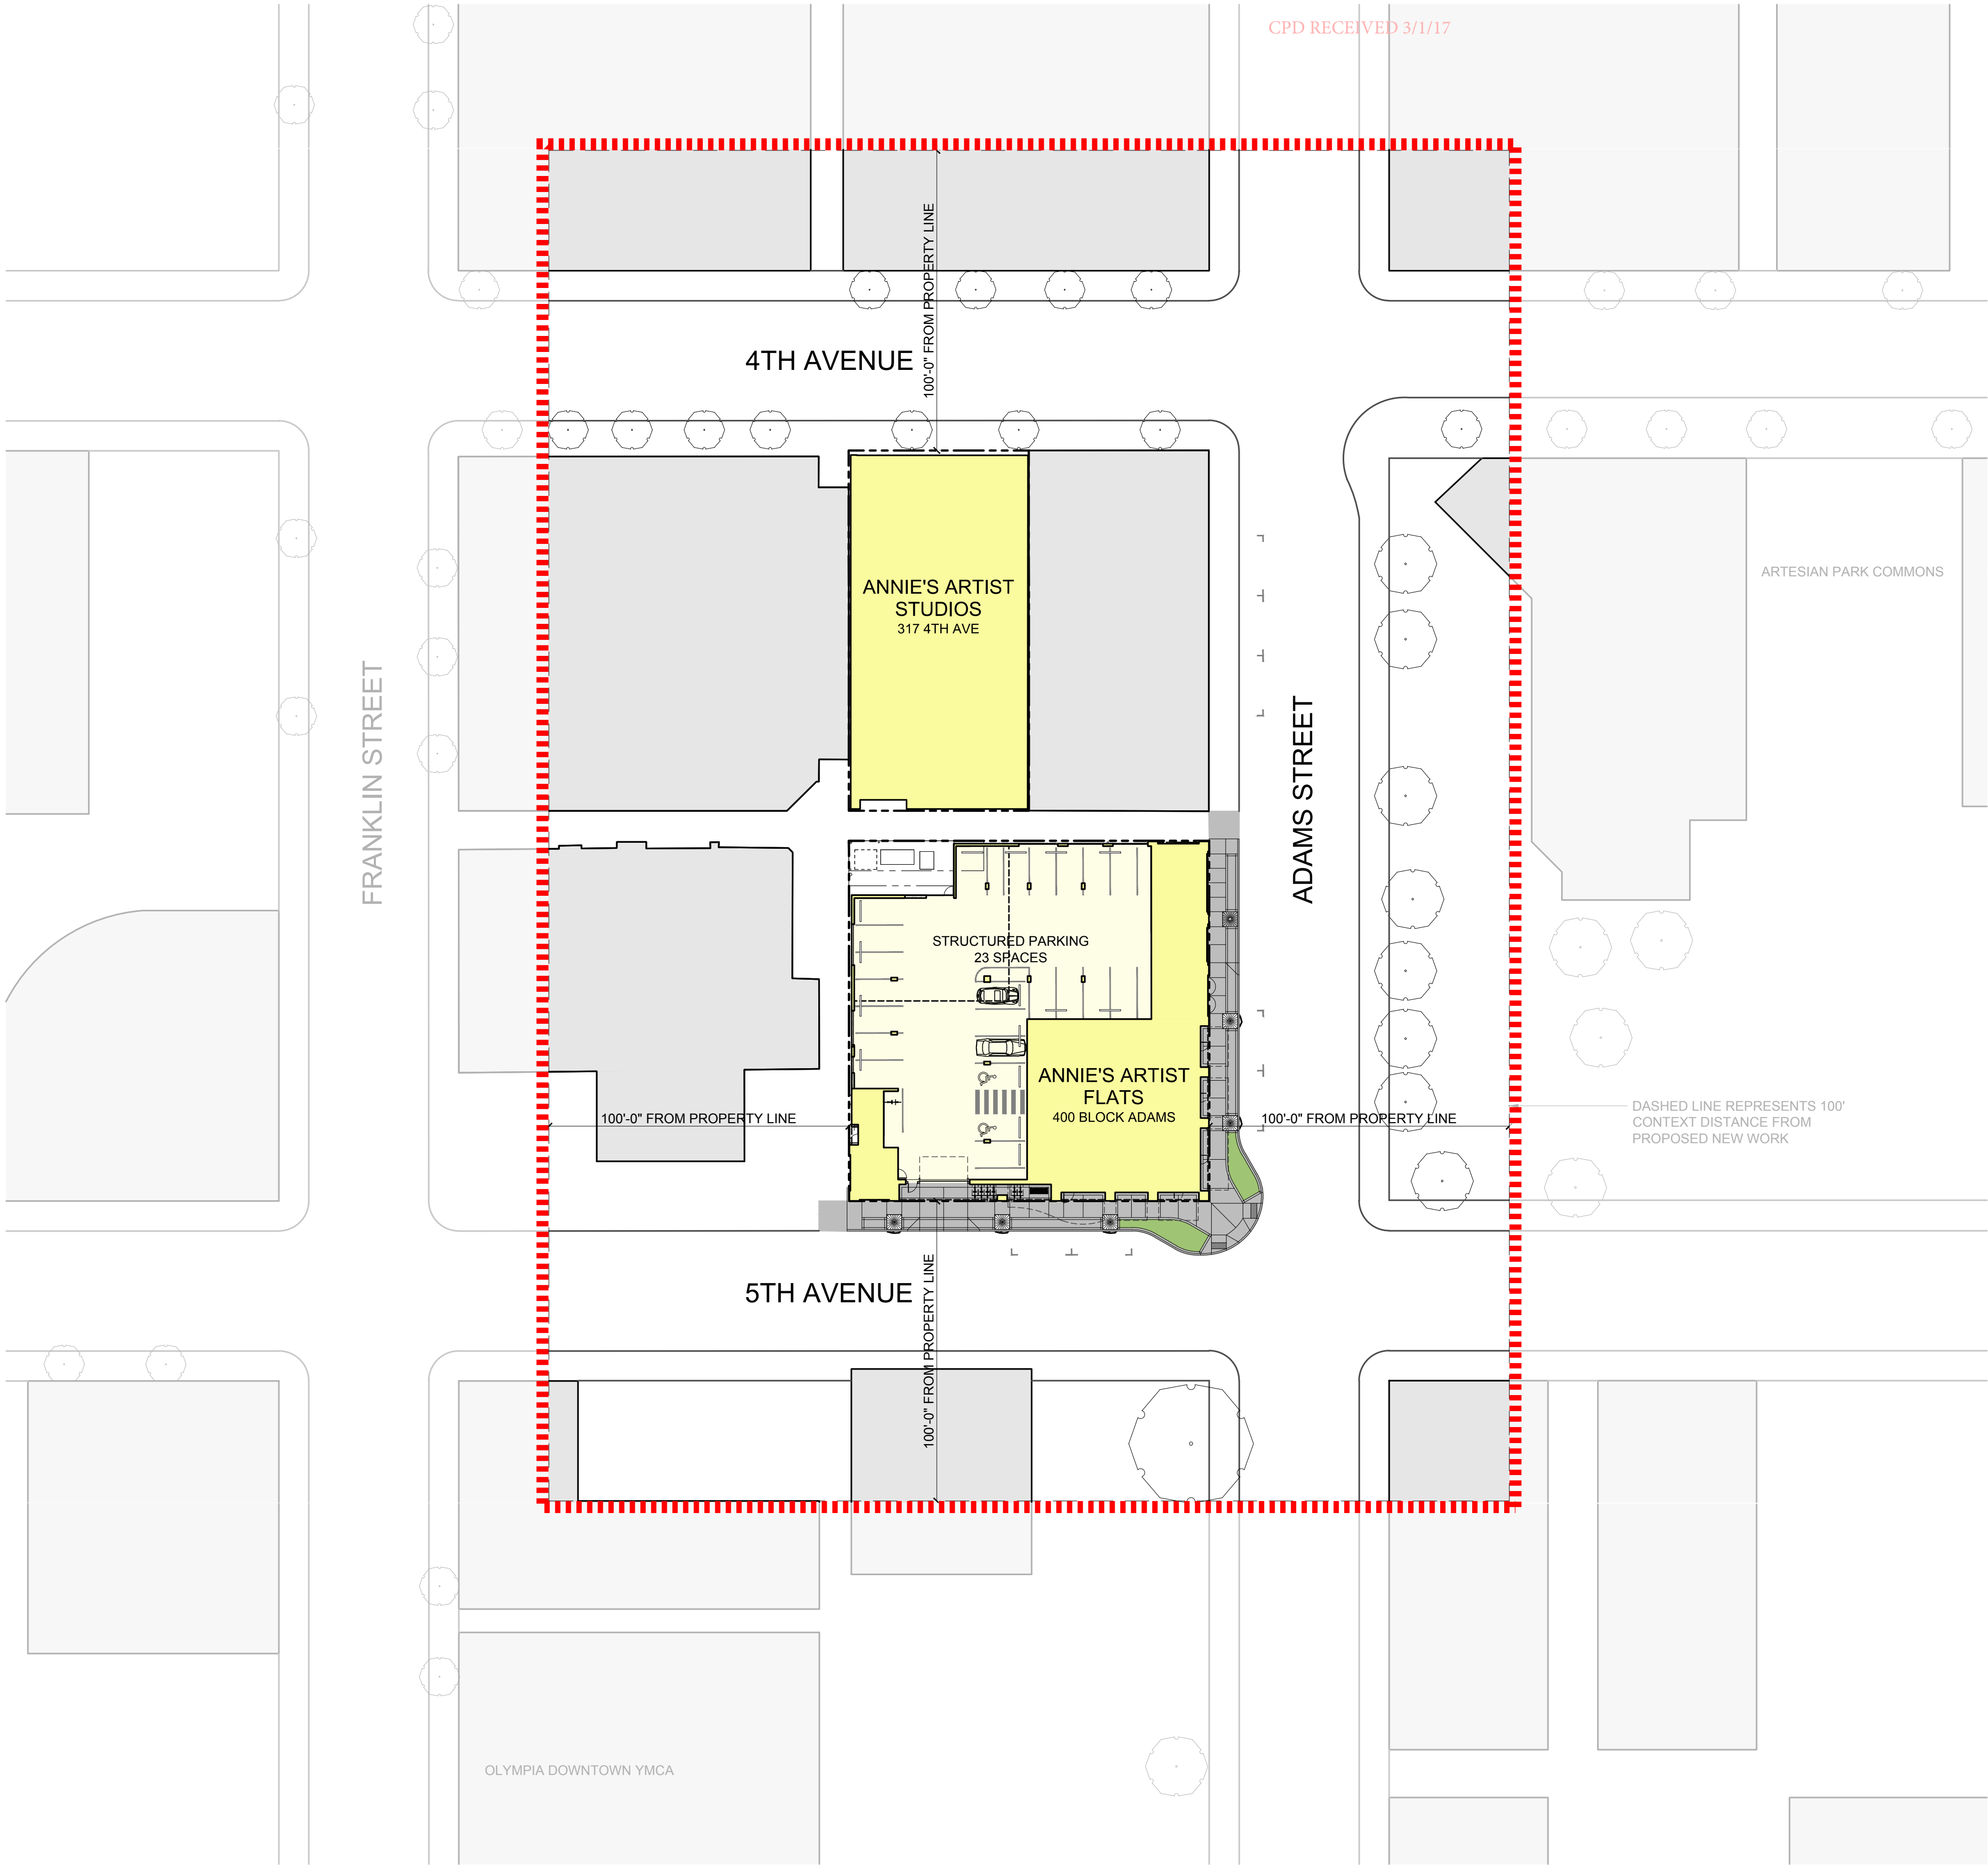 CPD RECEIVED 3/1/17
100'-0" FROM PROPERTY LINE
4TH AVENUE
ANNIE'S ARTIST
STUDIOS
317 4TH AVE
ARTESIAN PARK COMMONS
FRANKLIN STREET
ADAMS STREET
STRUCTURED PARKING
23 SPACES
ANNIE'S ARTIST
FLATS
400 BLOCK ADAMS
100'-0" FROM PROPERTY LINE
100'-0" FROM PROPERTY LINE
DASHED LINE REPRESENTS 100'
CONTEXT DISTANCE FROM
PROPOSED NEW WORK
5TH AVENUE
100'-0" FROM PROPERTY LINE
OLYMPIA DOWNTOWN YMCA